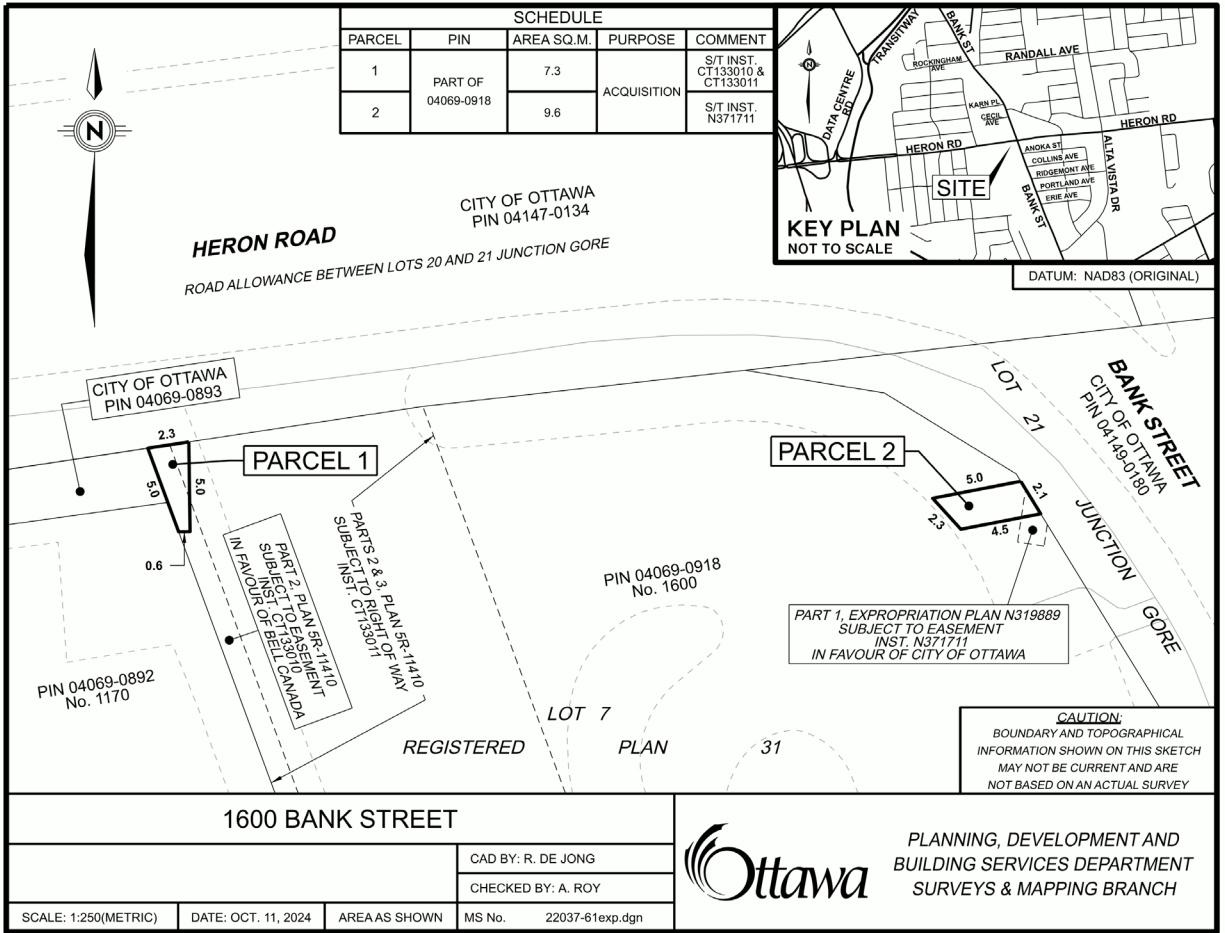 SCHEDULE
PARCEL PIN AREA SQ.M. PURPOSE COMMENT
1 PART OF 04069-0918 7.3 ACQUISITION S/T INST. CT133010 & CT133011
2 9.6 S/T INST. N371711
N
CITY OF OTTAWA
PIN 04147-0134
HERON ROAD
ROAD ALLOWANCE BETWEEN LOTS 20 AND 21 JUNCTION GORE
BANK ST
TRANSITWAY
RANDALL AVE
ROCKINGHAM
AVE
DATA CENTRE
RD
N
KARN PL
CECIL
AVE
HERON RD
HERON RD
ANOKA ST
COLLINS AVE
RIDGEMONT AVE
PORTLAND AVE
ERIE AVE
ALTA VISTA DR
BANK ST
SITE
KEY PLAN
NOT TO SCALE
DATUM: NAD83 (ORIGINAL)
CITY OF OTTAWA
PIN 04069-0893
2.3
PARCEL 1
5.0
5.0
0.6
PART 2, PLAN 5R-11410
SUBJECT TO EASEMENT
INST. CT133010
IN FAVOUR OF BELL CANADA
PARTS 2 & 3, PLAN 5R-11410
SUBJECT TO RIGHT OF WAY
INST. CT133011
PIN 04069-0892
No. 1170
PIN 04069-0918
No. 1600
PARCEL 2
5.0
2.1
2.3
4.5
PART 1, EXPROPRIATION PLAN N319889
SUBJECT TO EASEMENT
INST. N371711
IN FAVOUR OF CITY OF OTTAWA
LOT 21
JUNCTION
GORE
BANK STREET
CITY OF OTTAWA
PIN 04149-0180
LOT 7
REGISTERED PLAN 31
CAUTION:
BOUNDARY AND TOPOGRAPHICAL
INFORMATION SHOWN ON THIS SKETCH
MAY NOT BE CURRENT AND ARE
NOT BASED ON AN ACTUAL SURVEY
1600 BANK STREET
CAD BY: R. DE JONG
CHECKED BY: A. ROY
SCALE: 1:250(METRIC) DATE: OCT. 11, 2024 AREA AS SHOWN MS No. 22037-61exp.dgn
Ottawa
PLANNING, DEVELOPMENT AND
BUILDING SERVICES DEPARTMENT
SURVEYS & MAPPING BRANCH